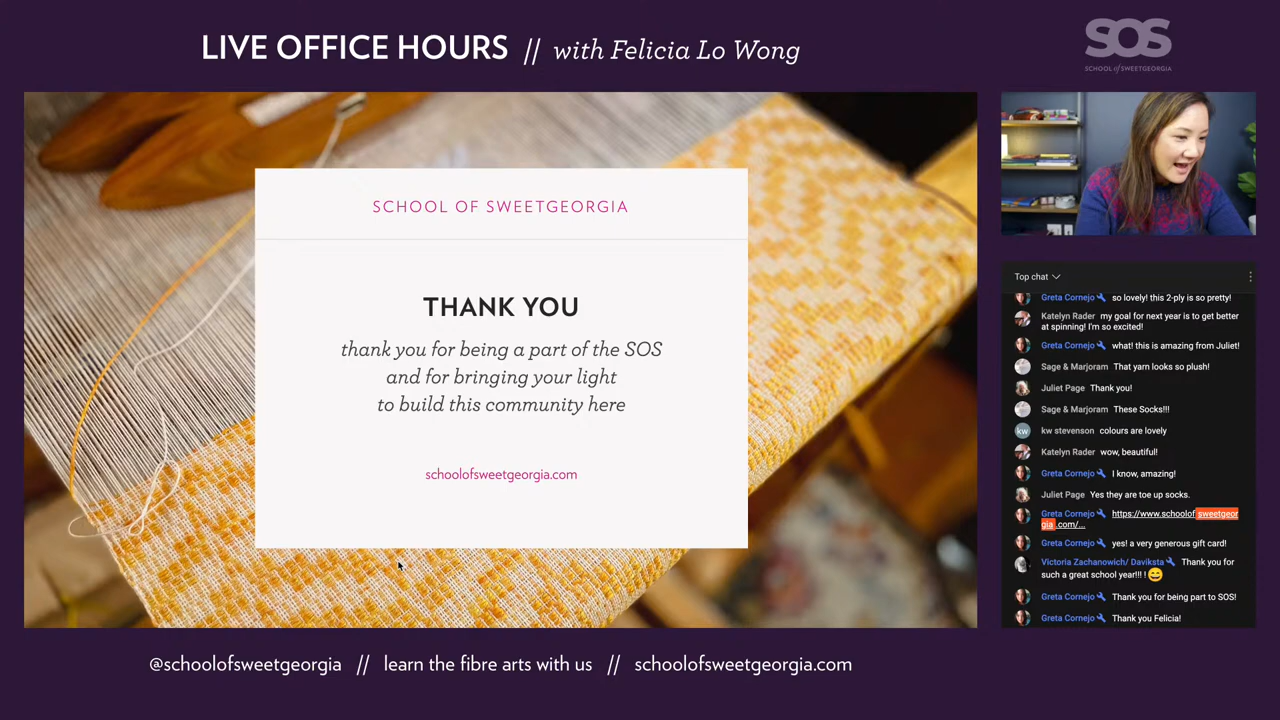 LIVE OFFICE HOURS // with Felicia Lo Wong
SOS
SCHOOL of SWEETGEORGIA
SCHOOL OF SWEETGEORGIA
THANK YOU
thank you for being a part of the SOS
and for bringing your light
to build this community here
schoolofsweetgeorgia.com
Top chat
Greta Cornejo so lovely! this 2-ply is so pretty!
Katelyn Rader my goal for next year is to get better
at spinning! I'm so excited!
Greta Cornejo what! this is amazing from Juliet!
Sage & Marjoram That yarn looks so plush!
Juliet Page Thank you!
Sage & Marjoram These Socks!!!
kw
kw stevenson colours are lovely
Katelyn Rader wow, beautiful!
Greta Cornejo I know, amazing!
Juliet Page Yes they are toe up socks.
Greta Cornejo https://www.schoolof sweetgeor
gia .com/...
Greta Cornejo yes! a very generous gift card!
Victoria Zachanowich/ Daviksta Thank you for
such a great school year!!! ! 😄
Greta Cornejo Thank you for being part to SOS!
Greta Cornejo Thank you Felicia!
@schoolofsweetgeorgia // learn the fibre arts with us // schoolofsweetgeorgia.com